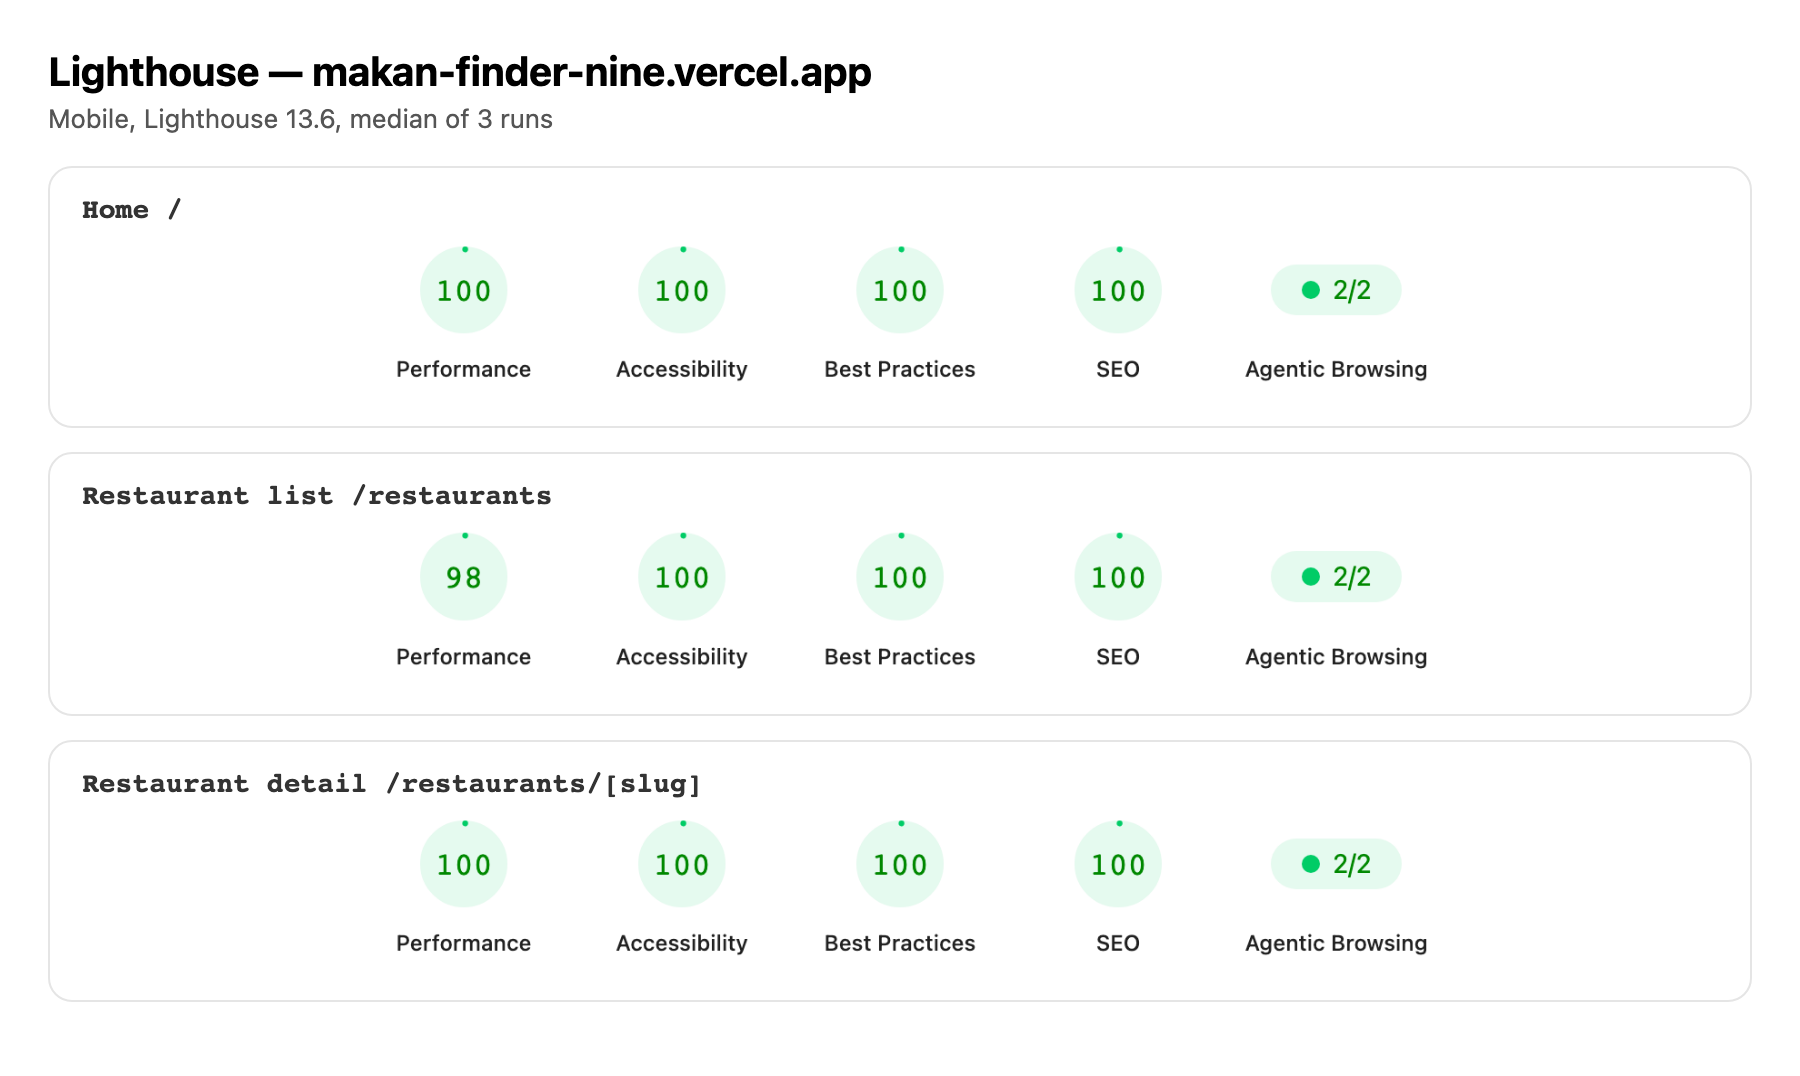 Lighthouse — makan-finder-nine.vercel.app
Mobile, Lighthouse 13.6, median of 3 runs
Home /
100 100 100 100 2/2
Performance Accessibility Best Practices SEO Agentic Browsing
Restaurant list /restaurants
98 100 100 100 2/2
Performance Accessibility Best Practices SEO Agentic Browsing
Restaurant detail /restaurants/[slug]
100 100 100 100 2/2
Performance Accessibility Best Practices SEO Agentic Browsing